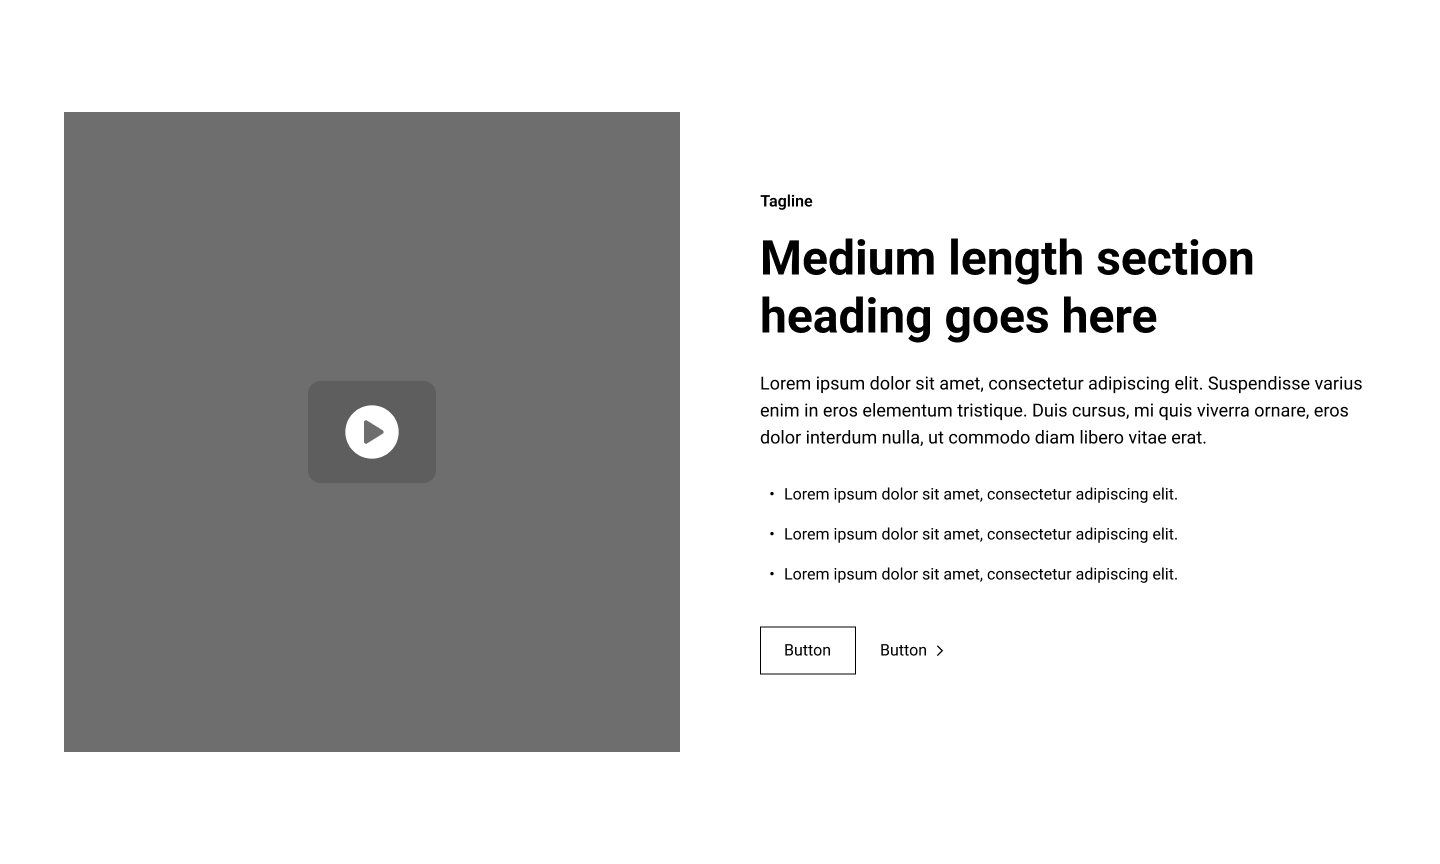 Tagline
Medium length section
heading goes here
Lorem ipsum dolor sit amet, consectetur adipiscing elit. Suspendisse varius
enim in eros elementum tristique. Duis cursus, mi quis viverra ornare, eros
dolor interdum nulla, ut commodo diam libero vitae erat.
• Lorem ipsum dolor sit amet, consectetur adipiscing elit.
• Lorem ipsum dolor sit amet, consectetur adipiscing elit.
• Lorem ipsum dolor sit amet, consectetur adipiscing elit.
Button Button